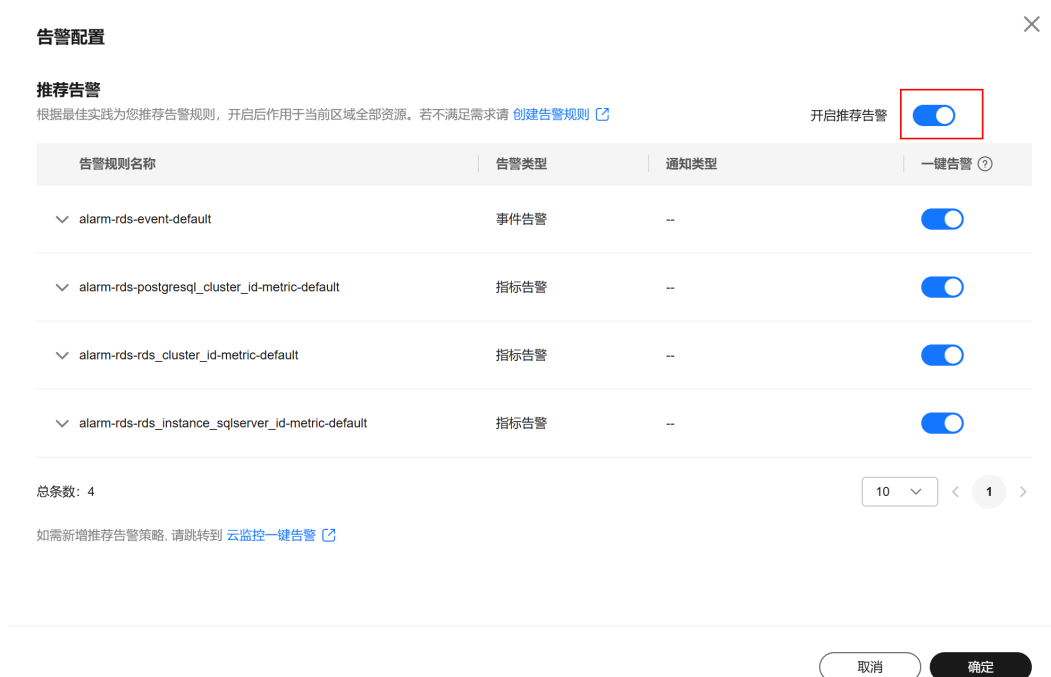 告警配置
推荐告警
根据最佳实践为您推荐告警规则，开启后作用于当前区域全部资源。若不满足需求请 创建告警规则
开启推荐告警
告警规则名称 告警类型 通知类型 一键告警 ?
alarm-rds-event-default 事件告警 --
alarm-rds-postgresql_cluster_id-metric-default 指标告警 --
alarm-rds-rds_cluster_id-metric-default 指标告警 --
alarm-rds-rds_instance_sqlserver_id-metric-default 指标告警 --
总条数：4 10 1
如需新增推荐告警策略, 请跳转到 云监控一键告警
取消 确定